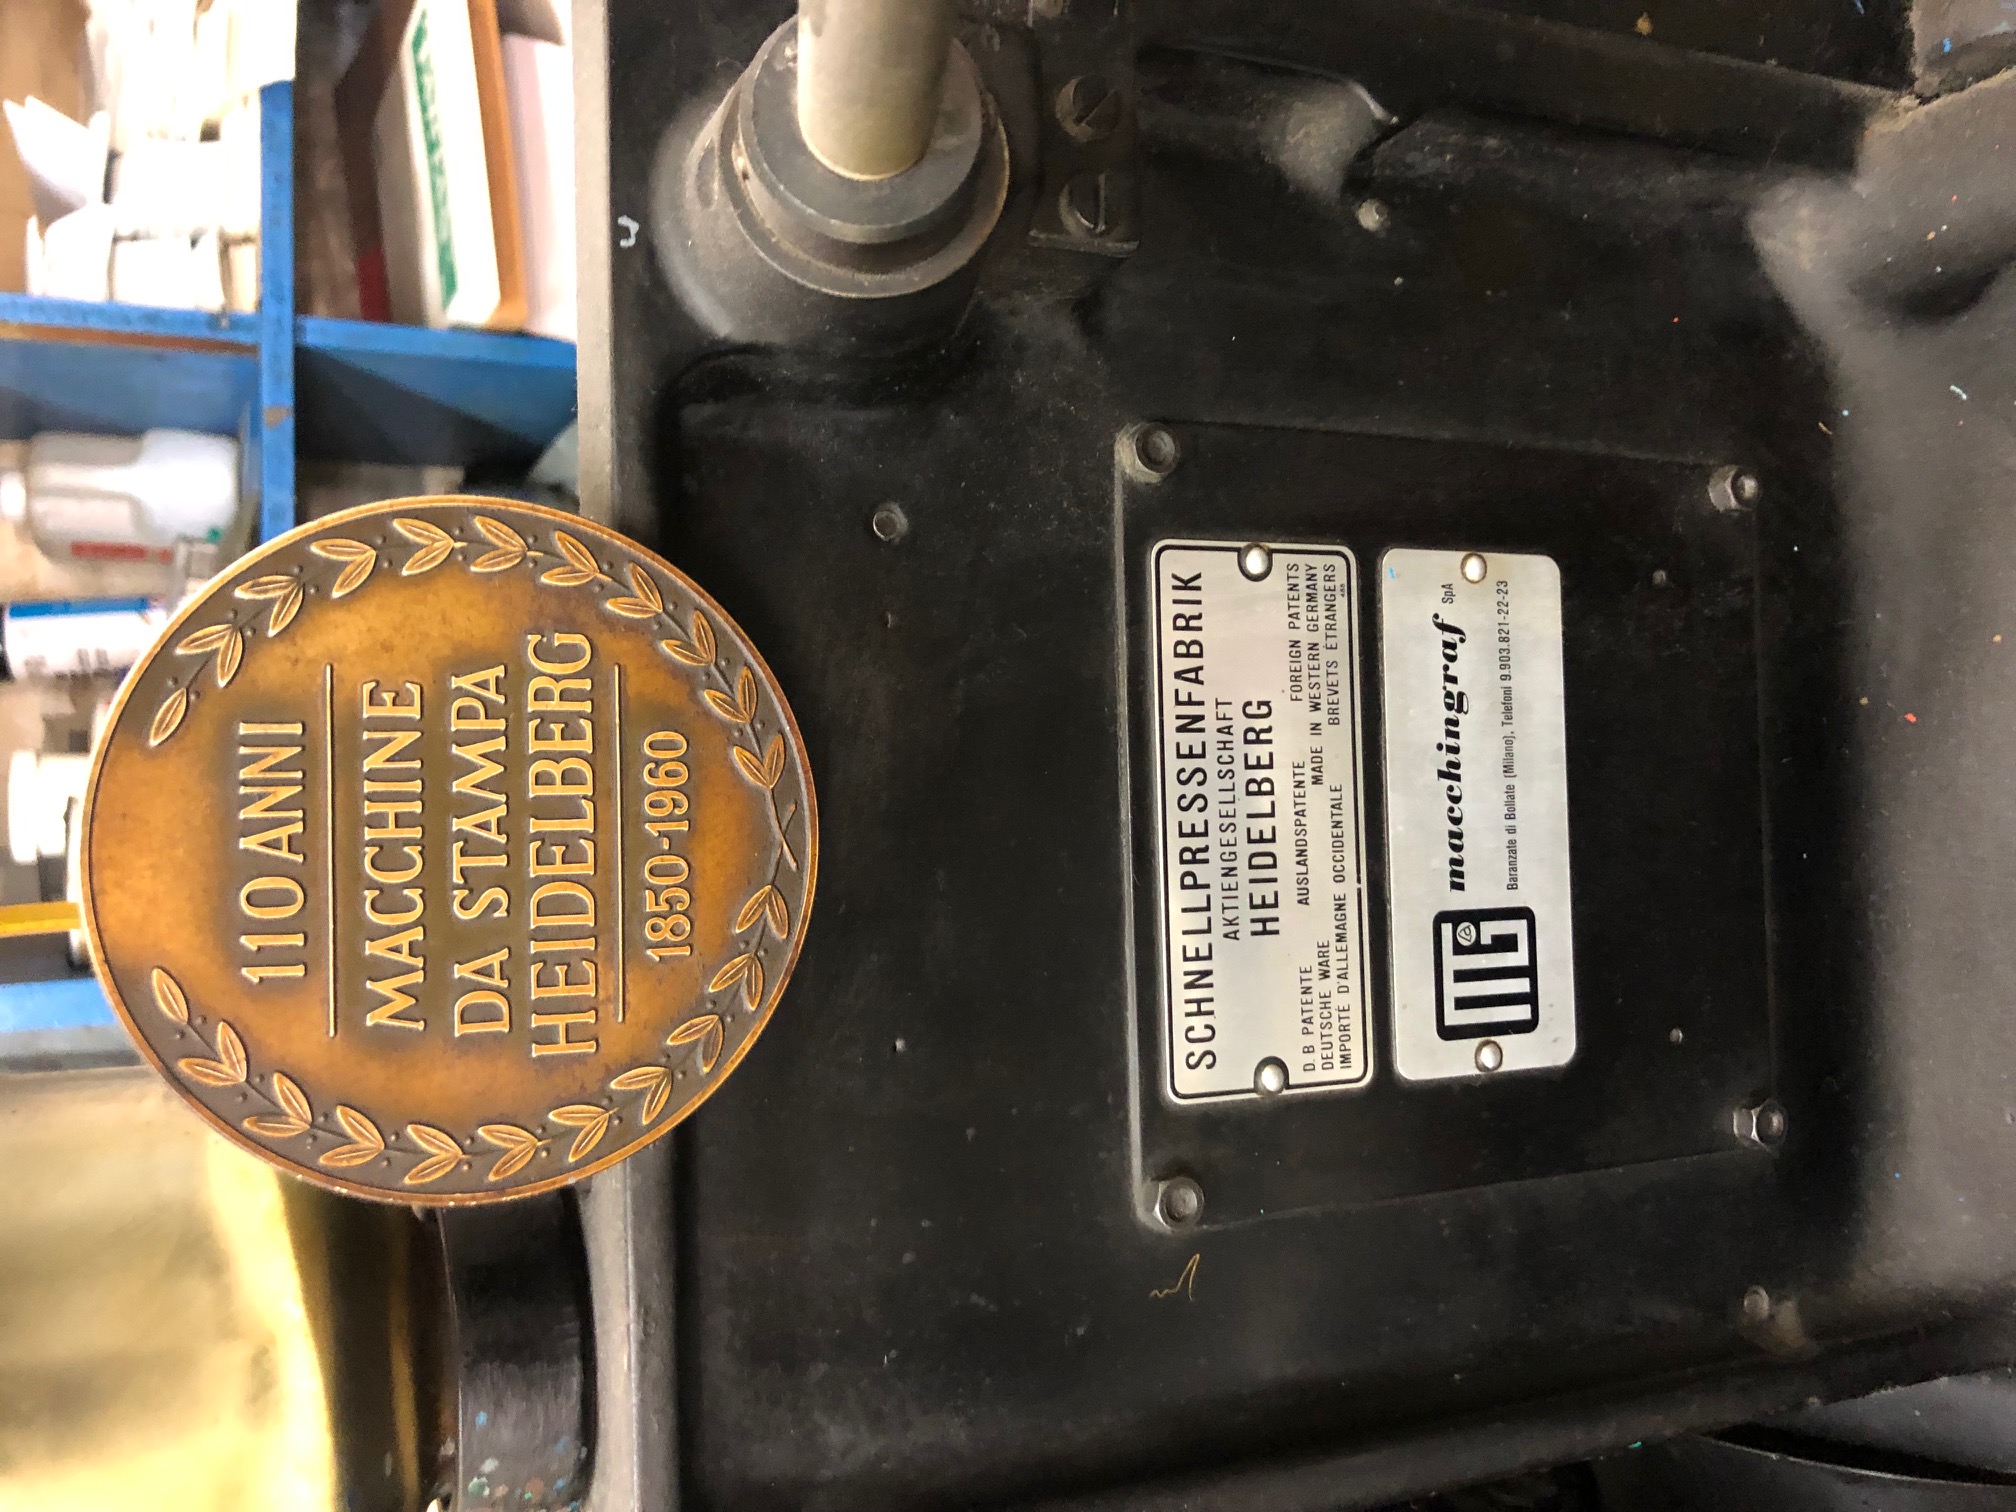 110 ANNI
MACCHINE
DA STAMPA
HEIDELBERG
1850-1960
SCHNELLPRESSENFABRIK
AKTIENGESELLSCHAFT
HEIDELBERG
D. B PATENTE AUSLANDSPATENTE FOREIGN PATENTS
DEUTSCHE WARE MADE IN WESTERN GERMANY
IMPORTÉ D'ALLEMAGNE OCCIDENTALE BREVETS ÉTRANGERS
macchingraf SpA
Baranzate di Bollate (Milano), Telefoni 9.903.821-22-23